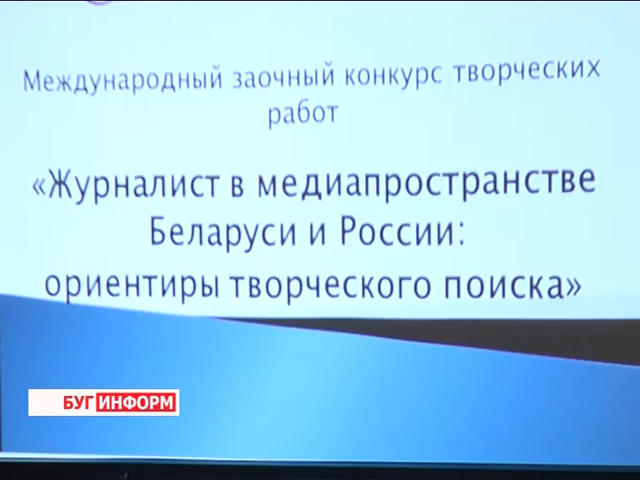 Международный заочный конкурс творческих
работ
«Журналист в медиапространстве
Беларуси и России:
ориентиры творческого поиска»
БУГИНФОРМ